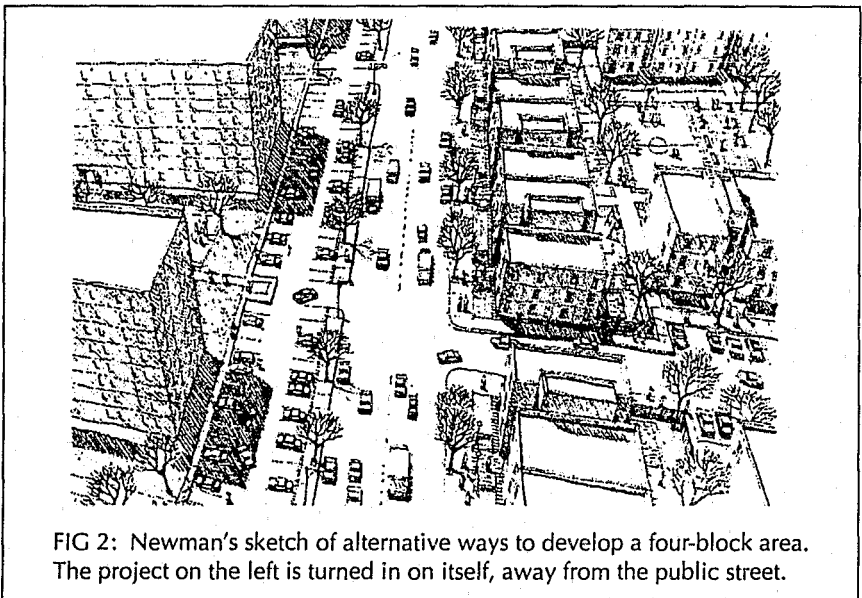 FIG 2: Newman's sketch of alternative ways to develop a four-block area.
The project on the left is turned in on itself, away from the public street.